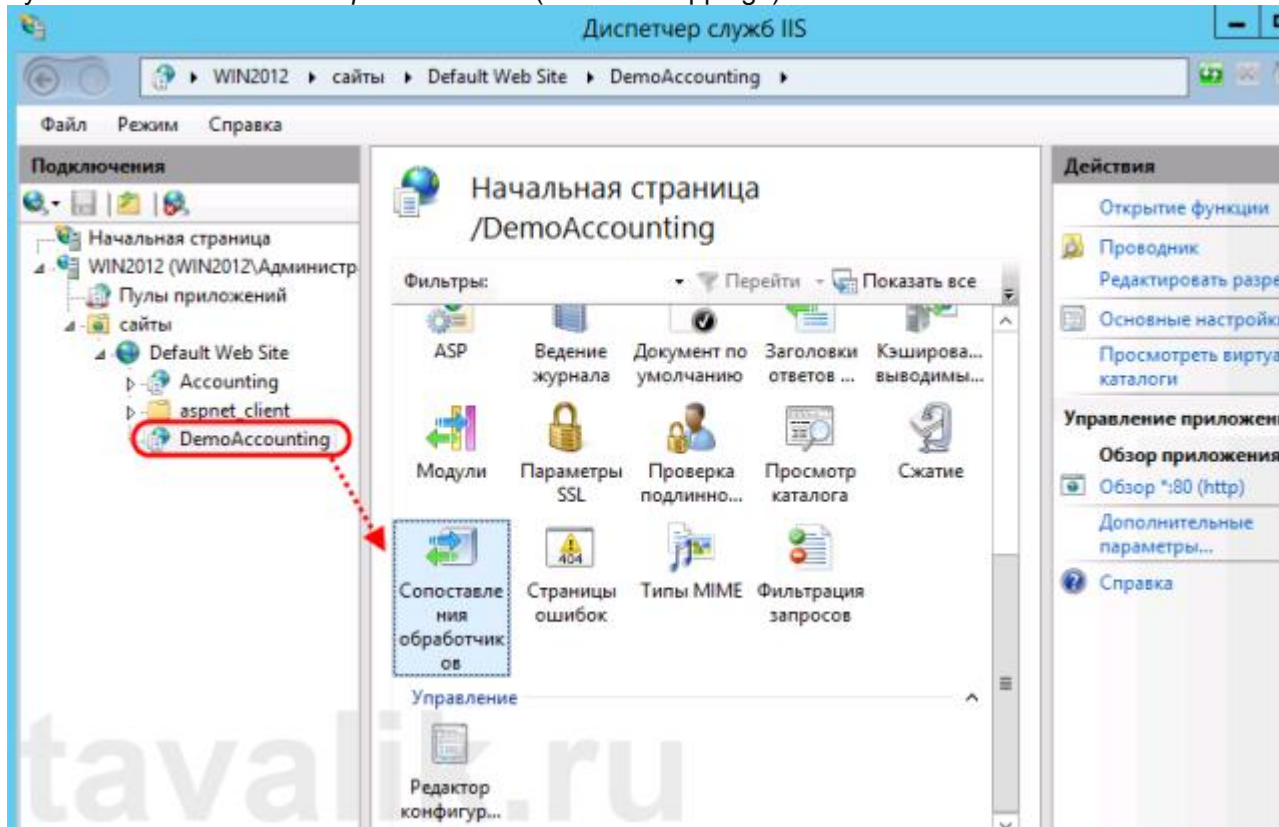 Диспетчер служб IIS
WIN2012 ▸ сайты ▸ Default Web Site ▸ DemoAccounting ▸
Файл Режим Справка
Подключения
Начальная страница
WIN2012 (WIN2012\Администр
Пулы приложений
сайты
Default Web Site
Accounting
aspnet_client
DemoAccounting
Начальная страница
/DemoAccounting
Фильтры: Перейти Показать все
ASP Ведение Документ по Заголовки Кэширова...
журнала умолчанию ответов ... выводимы...
Модули Параметры Проверка Просмотр Сжатие
SSL подлинно... каталога
404
Сопоставле Страницы Типы MIME Фильтрация
ния ошибок запросов
обработчик
ов
Управление
Редактор
конфигур...
Действия
Открытие функции
Проводник
Редактировать разре
Основные настройки
Просмотреть виртуа
каталоги
Управление приложен
Обзор приложения
Обзор *:80 (http)
Дополнительные
параметры...
Справка
tavalik.ru